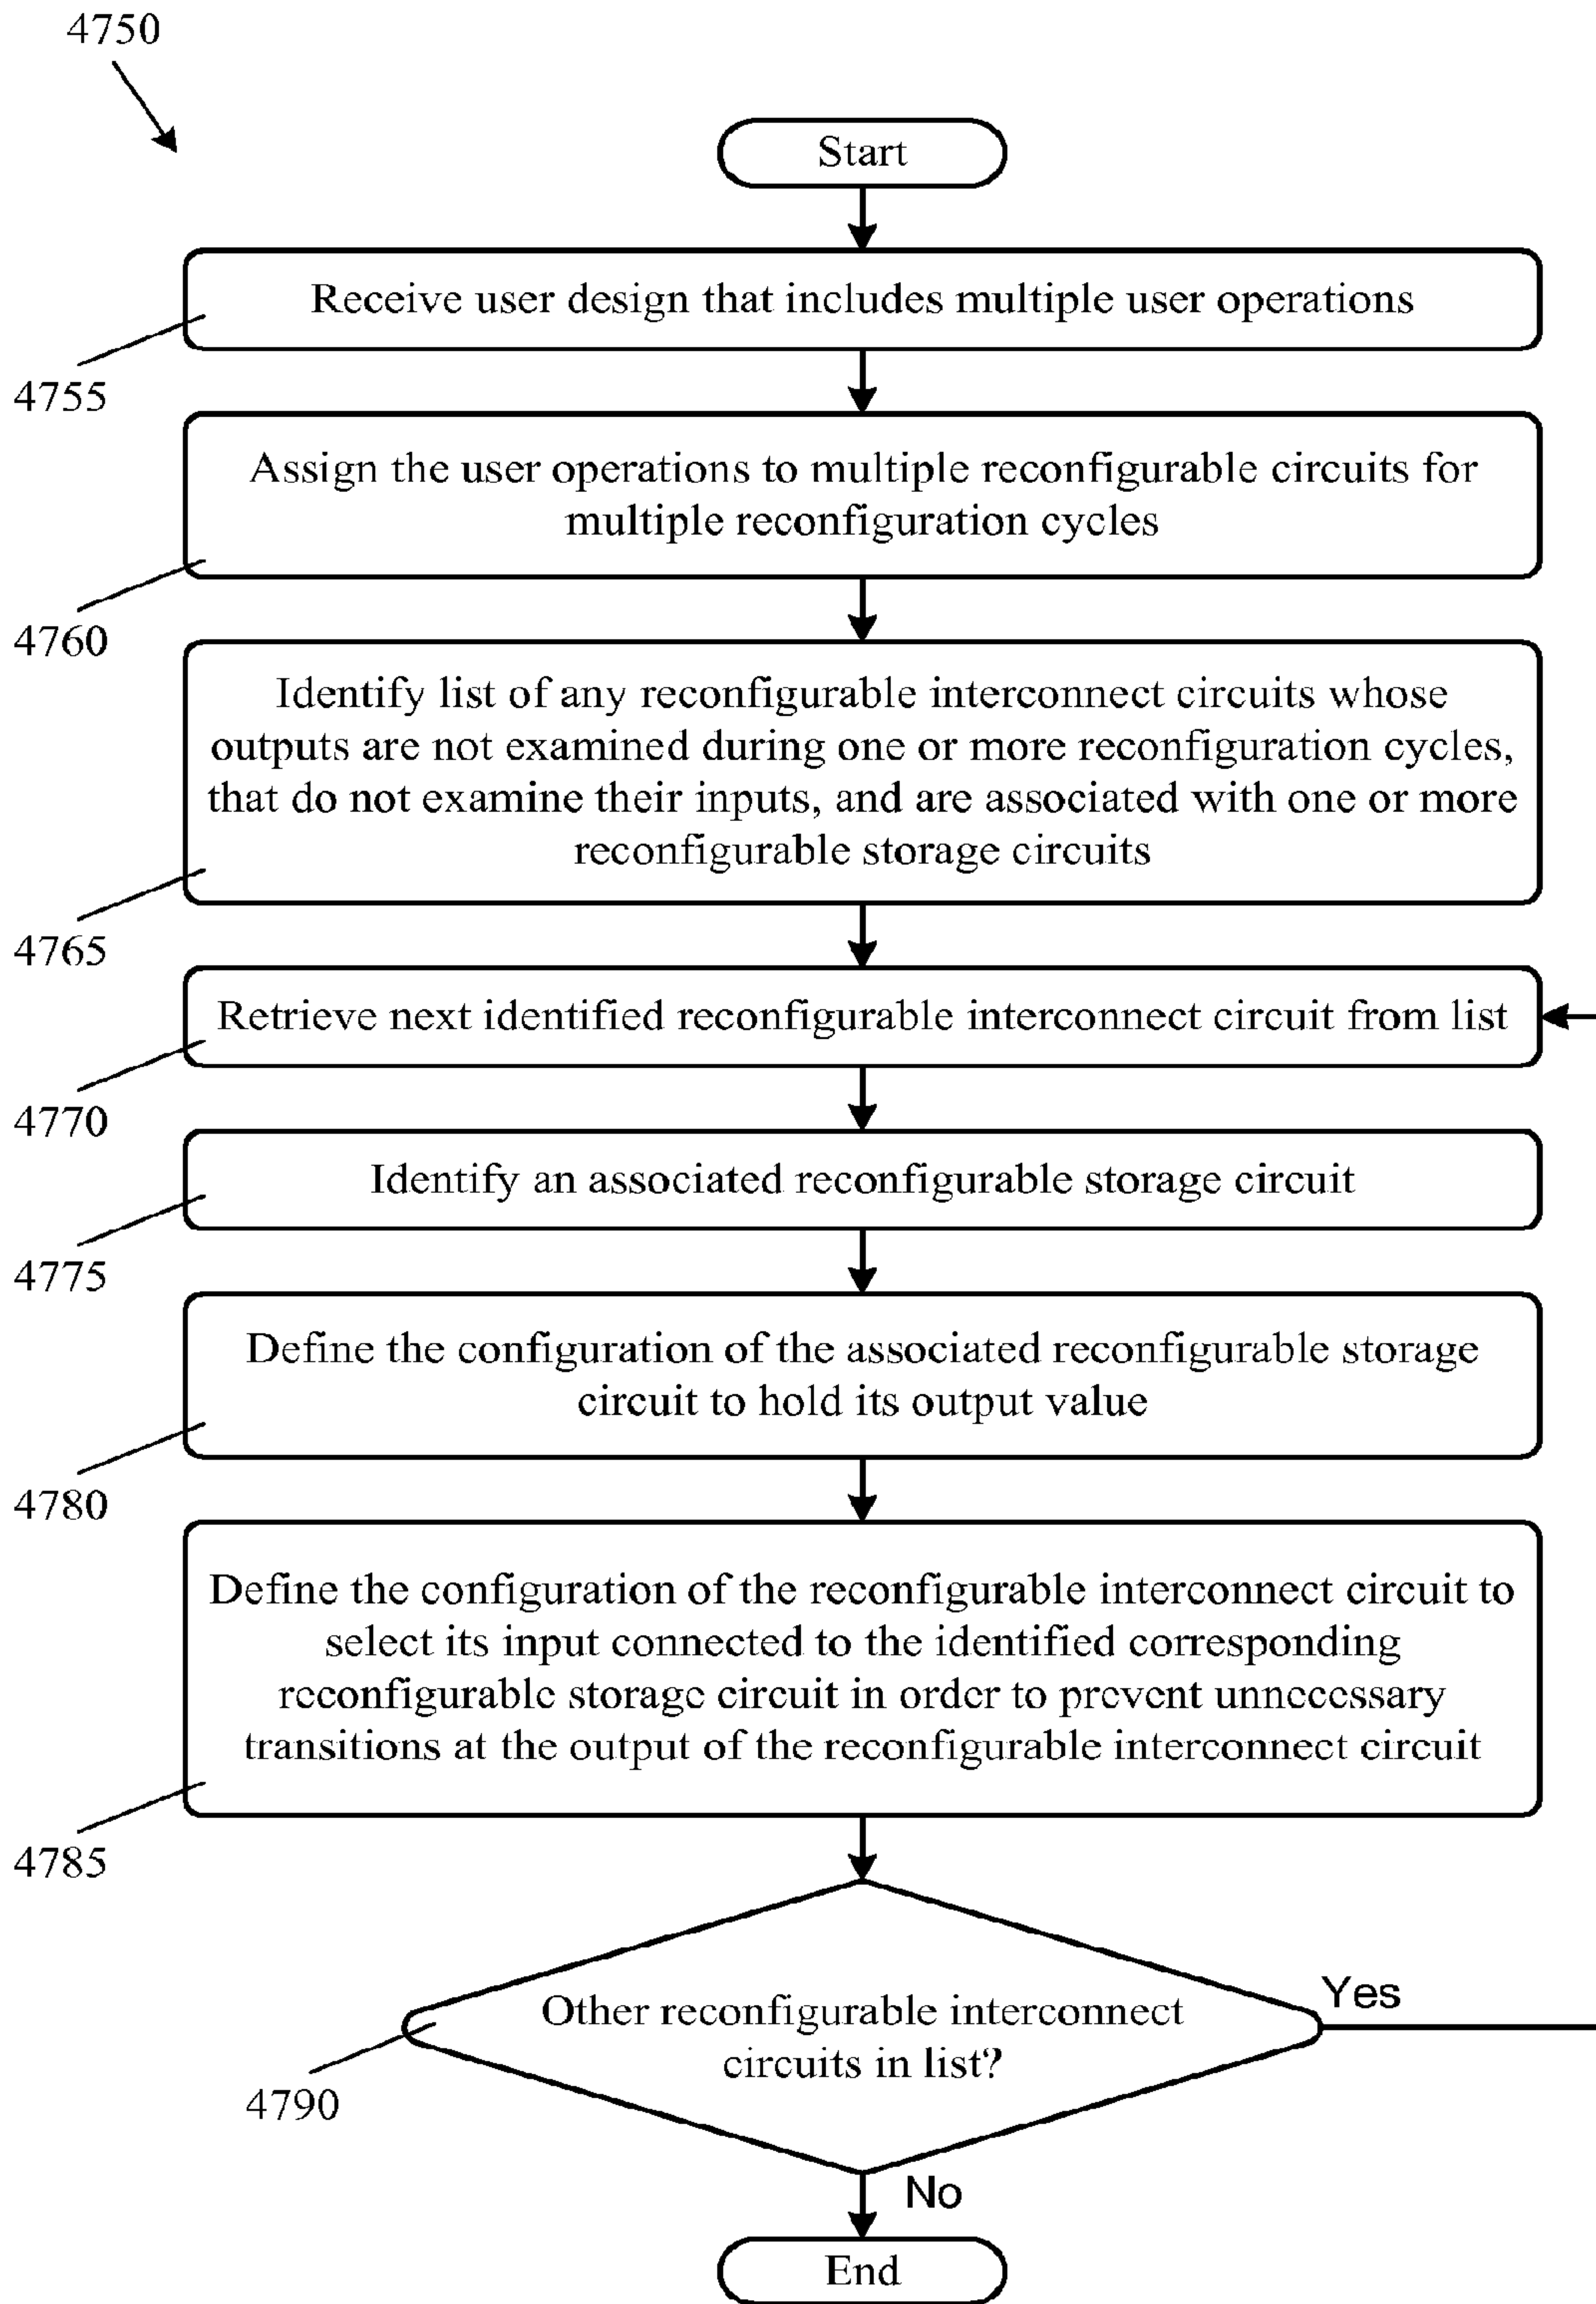 4750
Start
Receive user design that includes multiple user operations
4755
Assign the user operations to multiple reconfigurable circuits for
multiple reconfiguration cycles
4760
Identify list of any reconfigurable interconnect circuits whose
outputs are not examined during one or more reconfiguration cycles,
that do not examine their inputs, and are associated with one or more
reconfigurable storage circuits
4765
Retrieve next identified reconfigurable interconnect circuit from list
4770
Identify an associated reconfigurable storage circuit
4775
Define the configuration of the associated reconfigurable storage
circuit to hold its output value
4780
Define the configuration of the reconfigurable interconnect circuit to
select its input connected to the identified corresponding
reconfigurable storage circuit in order to prevent unnecessary
transitions at the output of the reconfigurable interconnect circuit
4785
Other reconfigurable interconnect
circuits in list?
Yes
4790
No
End